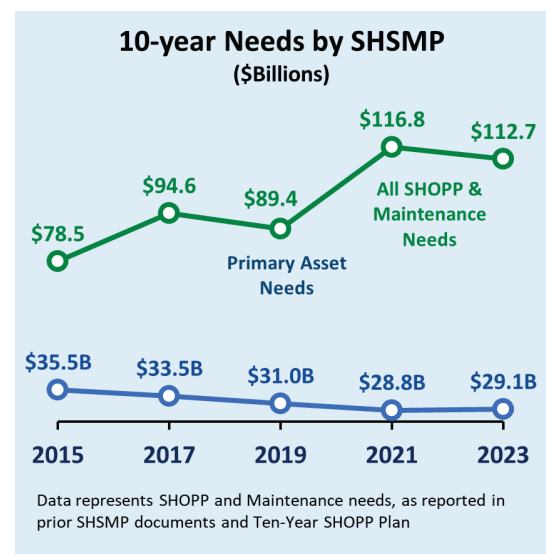 10-year Needs by SHSMP
($Billions)
$116.8
$112.7
$94.6
$89.4
$78.5
All SHOPP &
Maintenance
Needs
Primary Asset
Needs
$35.5B
$33.5B
$31.0B
$28.8B
$29.1B
2015
2017
2019
2021
2023
Data represents SHOPP and Maintenance needs, as reported in
prior SHSMP documents and Ten-Year SHOPP Plan